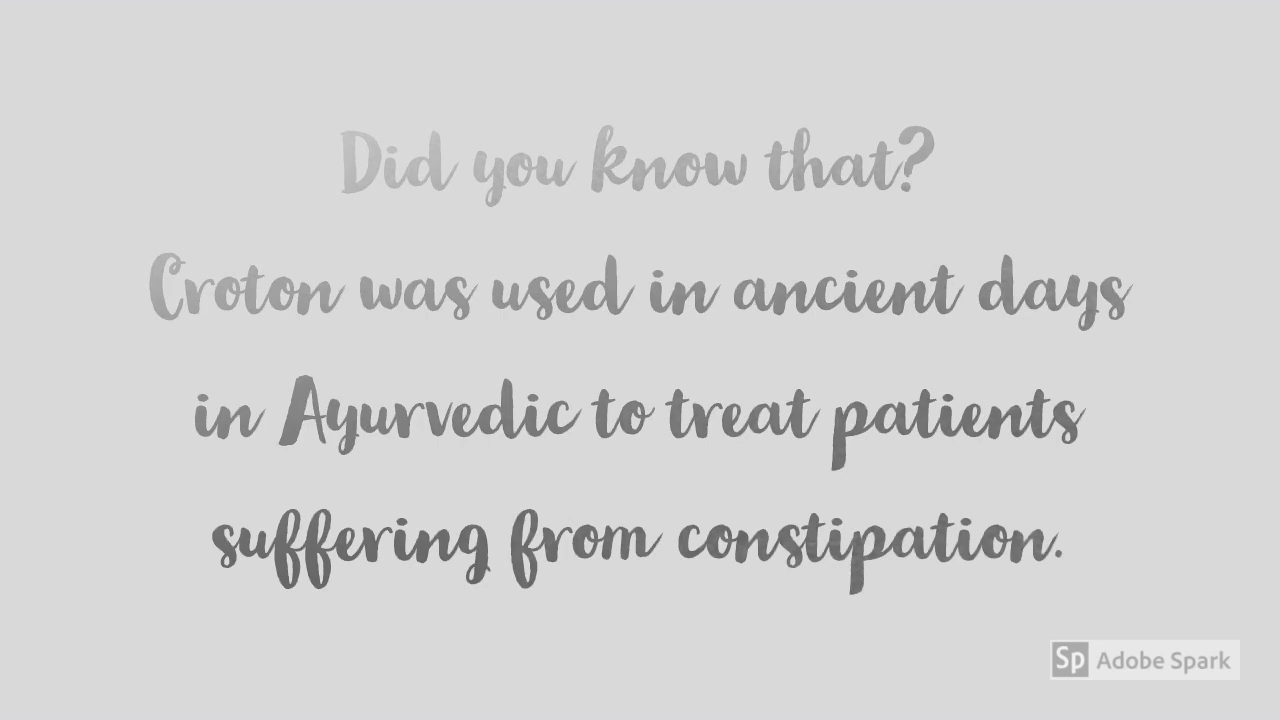 Did you know that?
Croton was used in ancient days
in Ayurvedic to treat patients
suffering from constipation.
Sp Adobe Spark